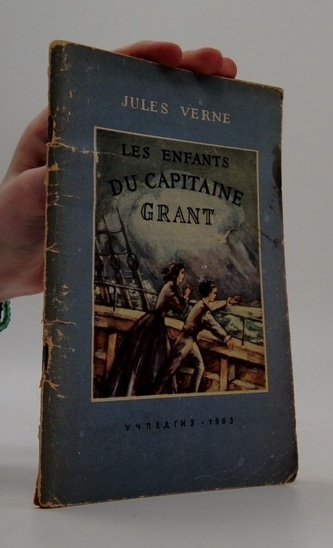 JULES VERNE
LES ENFANTS
DU CAPITAINE
GRANT
УЧПЕДГИЗ • 1963